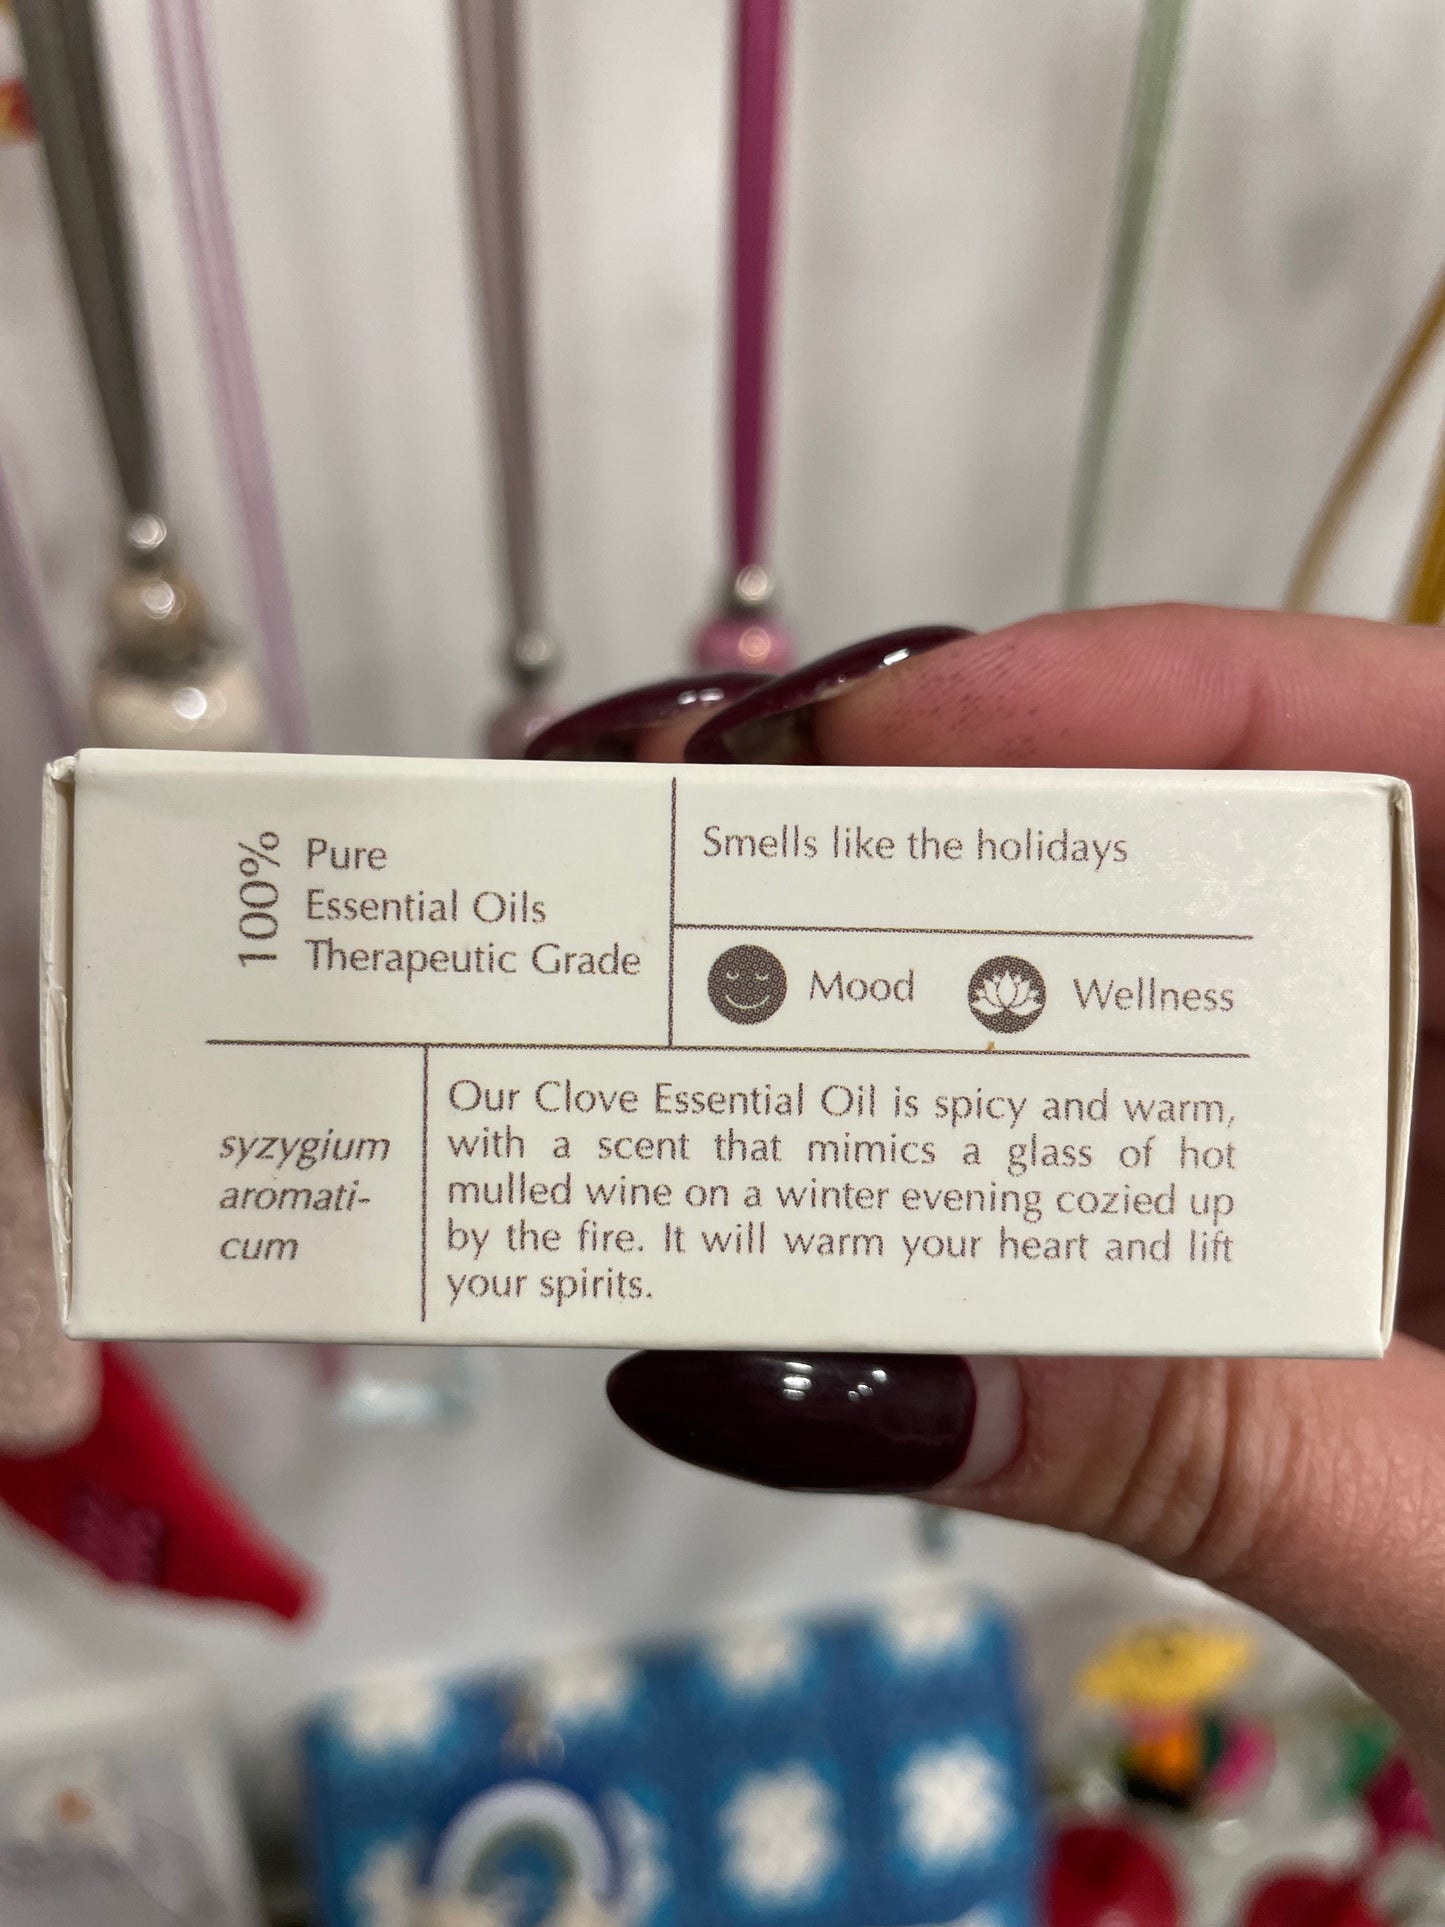 100%
Pure
Essential Oils
Therapeutic Grade
Smells like the holidays
Mood
Wellness
syzygium
aromati-
cum
Our Clove Essential Oil is spicy and warm,
with a scent that mimics a glass of hot
mulled wine on a winter evening cozied up
by the fire. It will warm your heart and lift
your spirits.